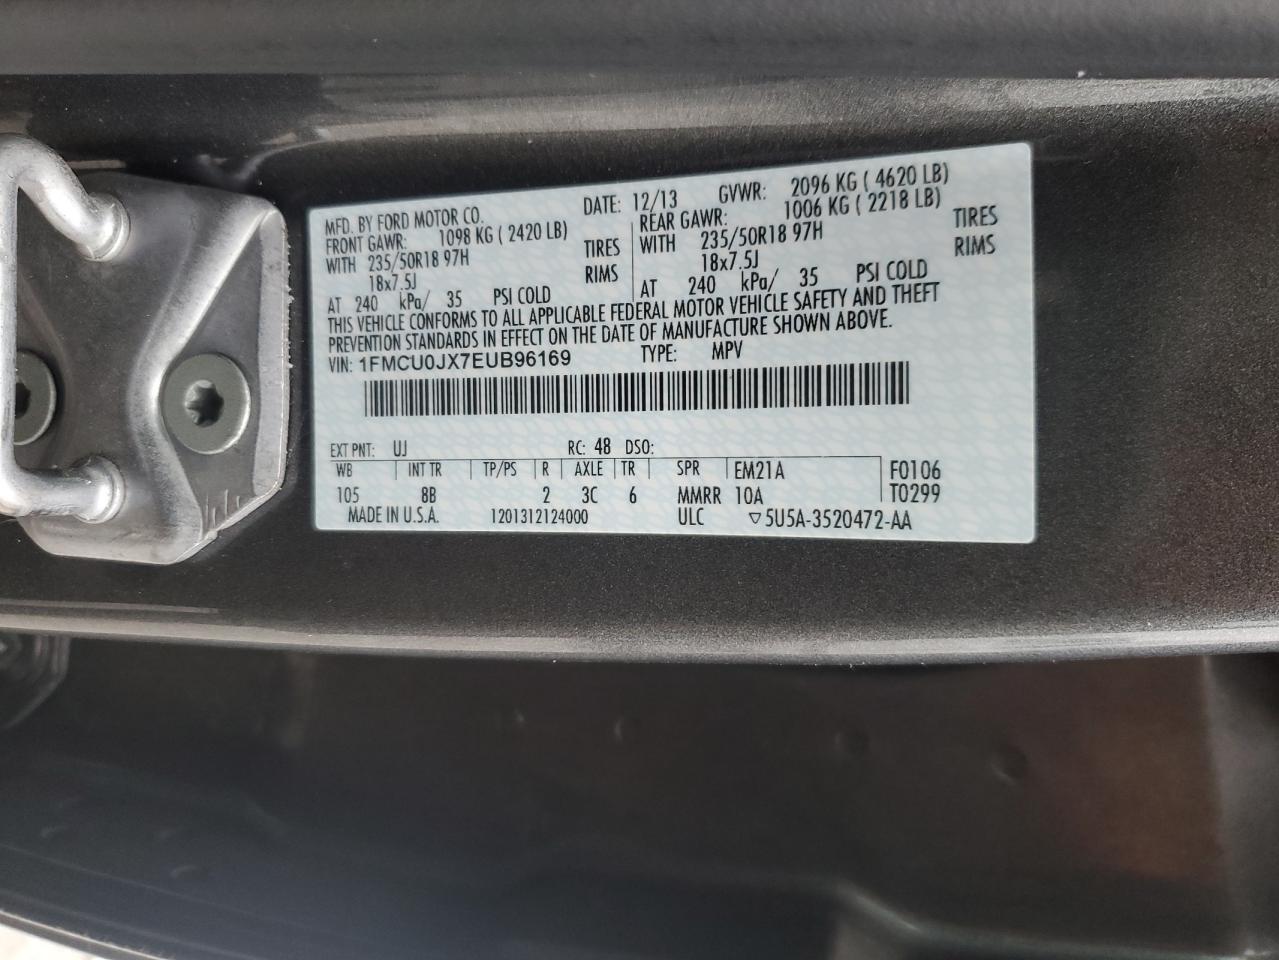 MFD. BY FORD MOTOR CO. DATE: 12/13 GVWR: 2096 KG ( 4620 LB)
FRONT GAWR: 1098 KG ( 2420 LB) REAR GAWR: 1006 KG ( 2218 LB)
WITH 235/50R18 97H TIRES WITH 235/50R18 97H TIRES
18x7.5J RIMS 18x7.5J RIMS
AT 240 kPa/ 35 PSI COLD AT 240 kPa/ 35 PSI COLD
THIS VEHICLE CONFORMS TO ALL APPLICABLE FEDERAL MOTOR VEHICLE SAFETY AND THEFT
PREVENTION STANDARDS IN EFFECT ON THE DATE OF MANUFACTURE SHOWN ABOVE.
VIN: 1FMCU0JX7EUB96169 TYPE: MPV
EXT PNT: UJ RC: 48 DSO:
WB INT TR TP/PS R AXLE TR SPR EM21A F0106
105 8B 2 3C 6 MMRR 10A T0299
MADE IN U.S.A. 1201312124000 ULC ▽5U5A-3520472-AA